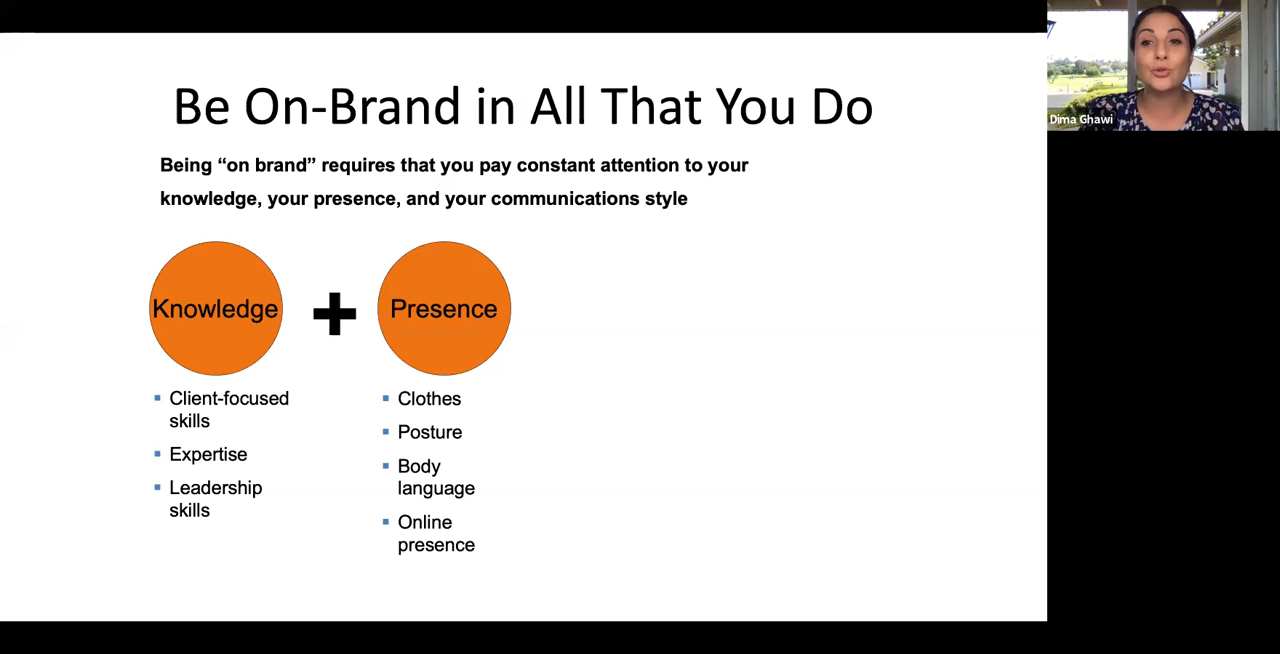 Be On-Brand in All That You Do
Dima Ghawi
Being “on brand” requires that you pay constant attention to your
knowledge, your presence, and your communications style
Knowledge
+
Presence
Client-focused
skills
Expertise
Leadership
skills
Clothes
Posture
Body
language
Online
presence